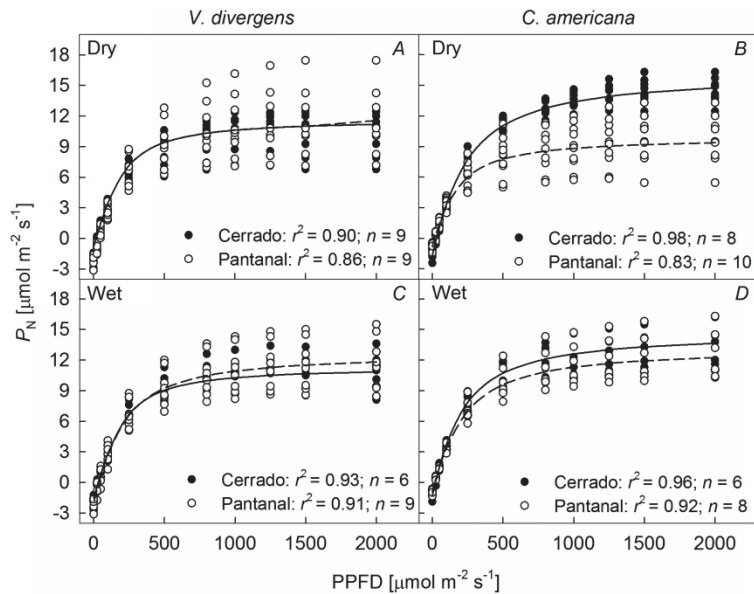 V. divergens
C. americana
Dry
A
Dry
B
18
15
12
9
6
3
0
-3
Cerrado: r² = 0.90; n = 9
Pantanal: r² = 0.86; n = 9
Cerrado: r² = 0.98; n = 8
Pantanal: r² = 0.83; n = 10
P_N [µmol m⁻² s⁻¹]
Wet
C
Wet
D
18
15
12
9
6
3
0
-3
Cerrado: r² = 0.93; n = 6
Pantanal: r² = 0.91; n = 9
Cerrado: r² = 0.96; n = 6
Pantanal: r² = 0.92; n = 8
0 500 1000 1500 2000
0 500 1000 1500 2000
PPFD [µmol m⁻² s⁻¹]